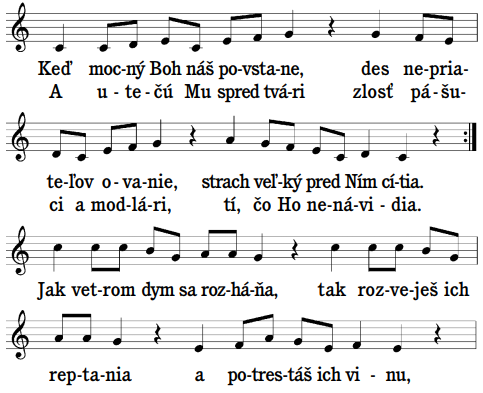 Keď moc-ný Boh náš po-vsta-ne, des ne-pria-
A u-te-čú Mu spred tvá-ri zlosť pá-šu-
te-ľov o-va-nie, strach veľ-ký pred Ním cí-tia.
ci a mod-lá-ri, tí, čo Ho ne-ná-vi-dia.
Jak vet-rom dym sa roz-há-ňa, tak roz-ve-ješ ich
rep-ta-nia a po-tres-táš ich vi-nu,